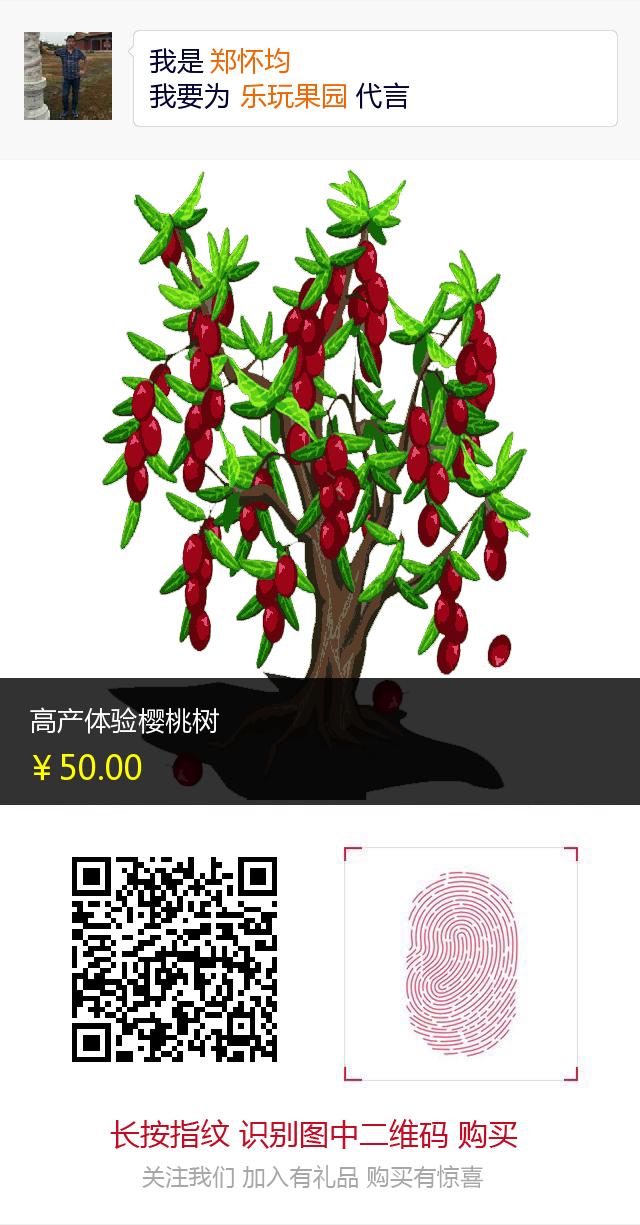 我是 郑怀均
我要为 乐玩果园 代言
高产体验樱桃树
￥50.00
长按指纹 识别图中二维码 购买
关注我们 加入有礼品 购买有惊喜